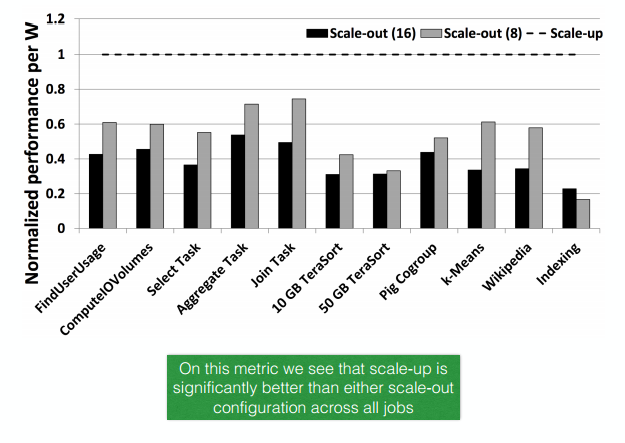 Normalized performance per W
1.2
1
0.8
0.6
0.4
0.2
0
Scale-out (16) Scale-out (8) Scale-up
FindUserUsage
ComputeIOVolumes
Select Task
Aggregate Task
Join Task
10 GB TeraSort
50 GB TeraSort
Pig Cogroup
k-Means
Wikipedia
Indexing
On this metric we see that scale-up is
significantly better than either scale-out
configuration across all jobs